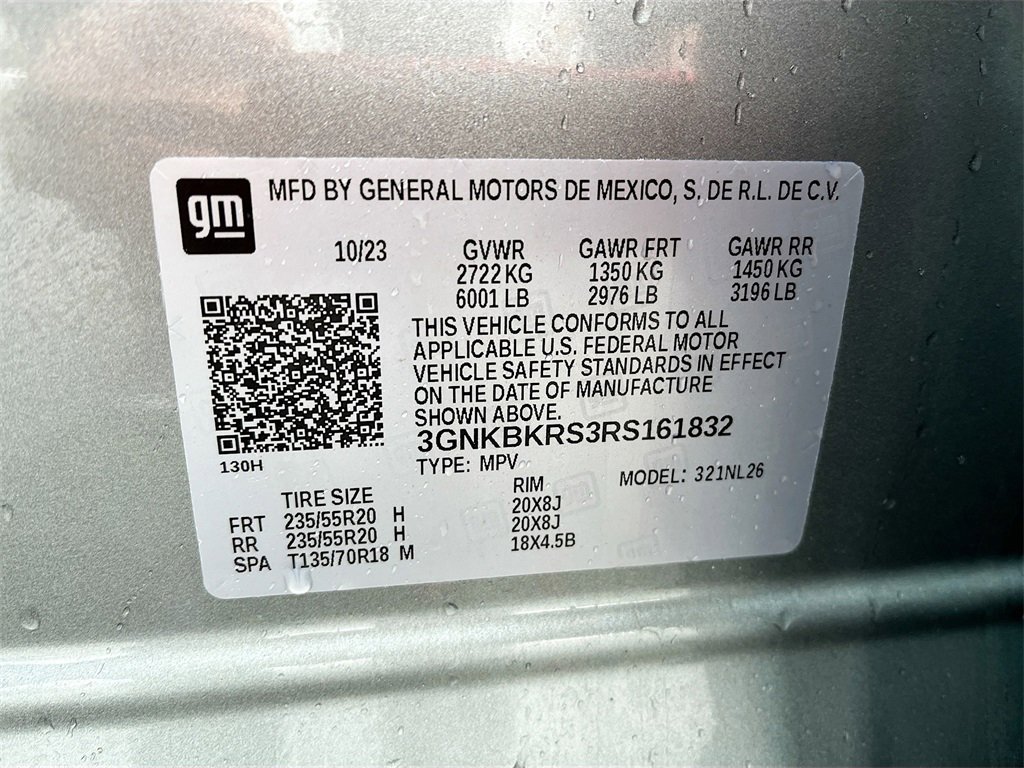 gm
MFD BY GENERAL MOTORS DE MEXICO, S. DE R.L. DE C.V.
10/23 GVWR GAWR FRT GAWR RR
2722 KG 1350 KG 1450 KG
6001 LB 2976 LB 3196 LB
THIS VEHICLE CONFORMS TO ALL
APPLICABLE U.S. FEDERAL MOTOR
VEHICLE SAFETY STANDARDS IN EFFECT
ON THE DATE OF MANUFACTURE
SHOWN ABOVE.
3GNKBKRS3RS161832
130H
TYPE: MPV MODEL: 321NL26
TIRE SIZE RIM
FRT 235/55R20 H 20X8J
RR 235/55R20 H 20X8J
SPA T135/70R18 M 18X4.5B